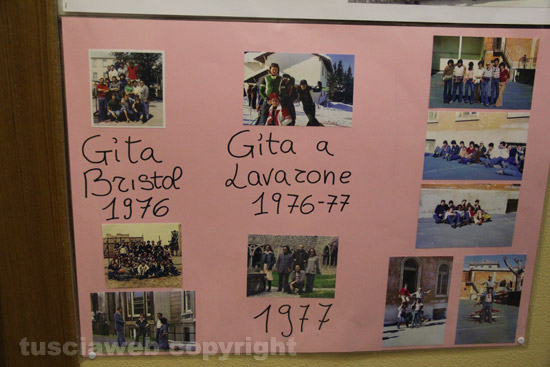 Gita
Bristol
1976
Gita a
Lavarone
1976-77
1977
tusciaweb copyright